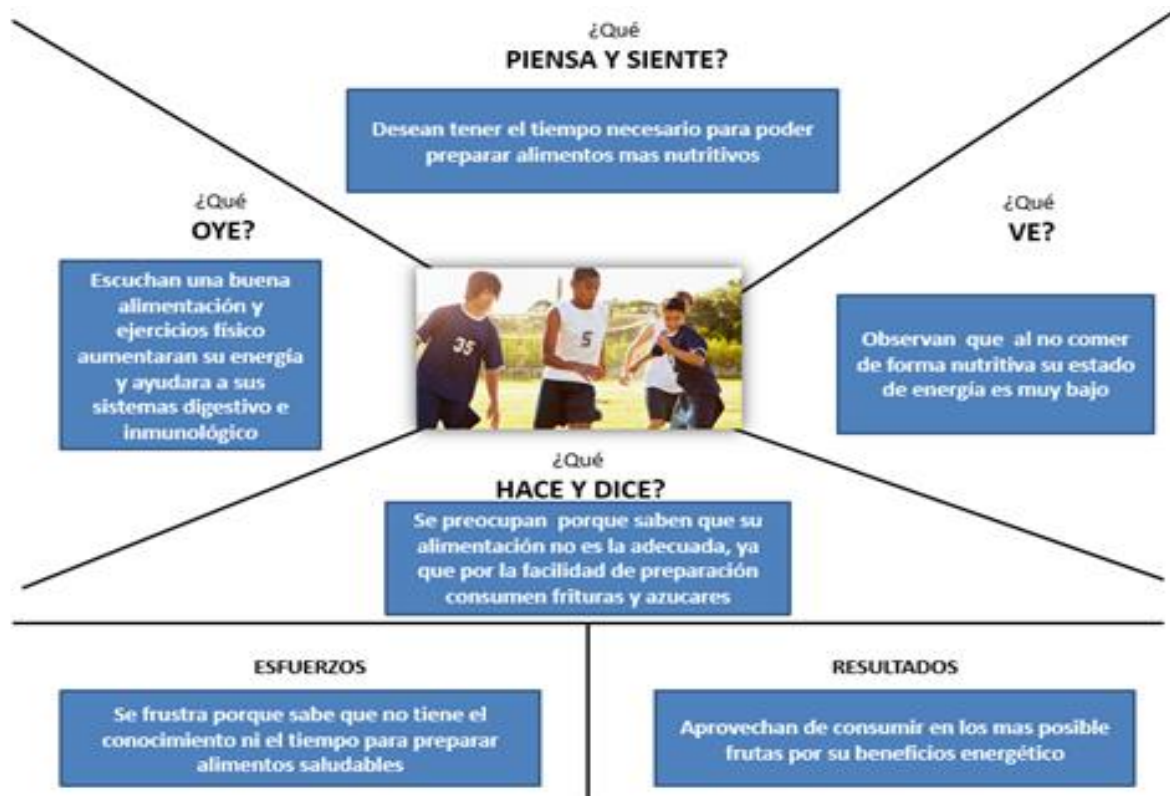 ¿Qué
PIENSA Y SIENTE?
Desean tener el tiempo necesario para poder
preparar alimentos mas nutritivos
¿Qué
OYE?
Escuchan una buena
alimentación y
ejercicios físico
aumentaran su energía
y ayudara a sus
sistemas digestivo e
inmunológico
¿Qué
VE?
Observan que al no comer
de forma nutritiva su estado
de energía es muy bajo
35
5
¿Qué
HACE Y DICE?
Se preocupan porque saben que su
alimentación no es la adecuada, ya
que por la facilidad de preparación
consumen frituras y azucares
ESFUERZOS
Se frustra porque sabe que no tiene el
conocimiento ni el tiempo para preparar
alimentos saludables
RESULTADOS
Aprovechan de consumir en los mas posible
frutas por su beneficios energético